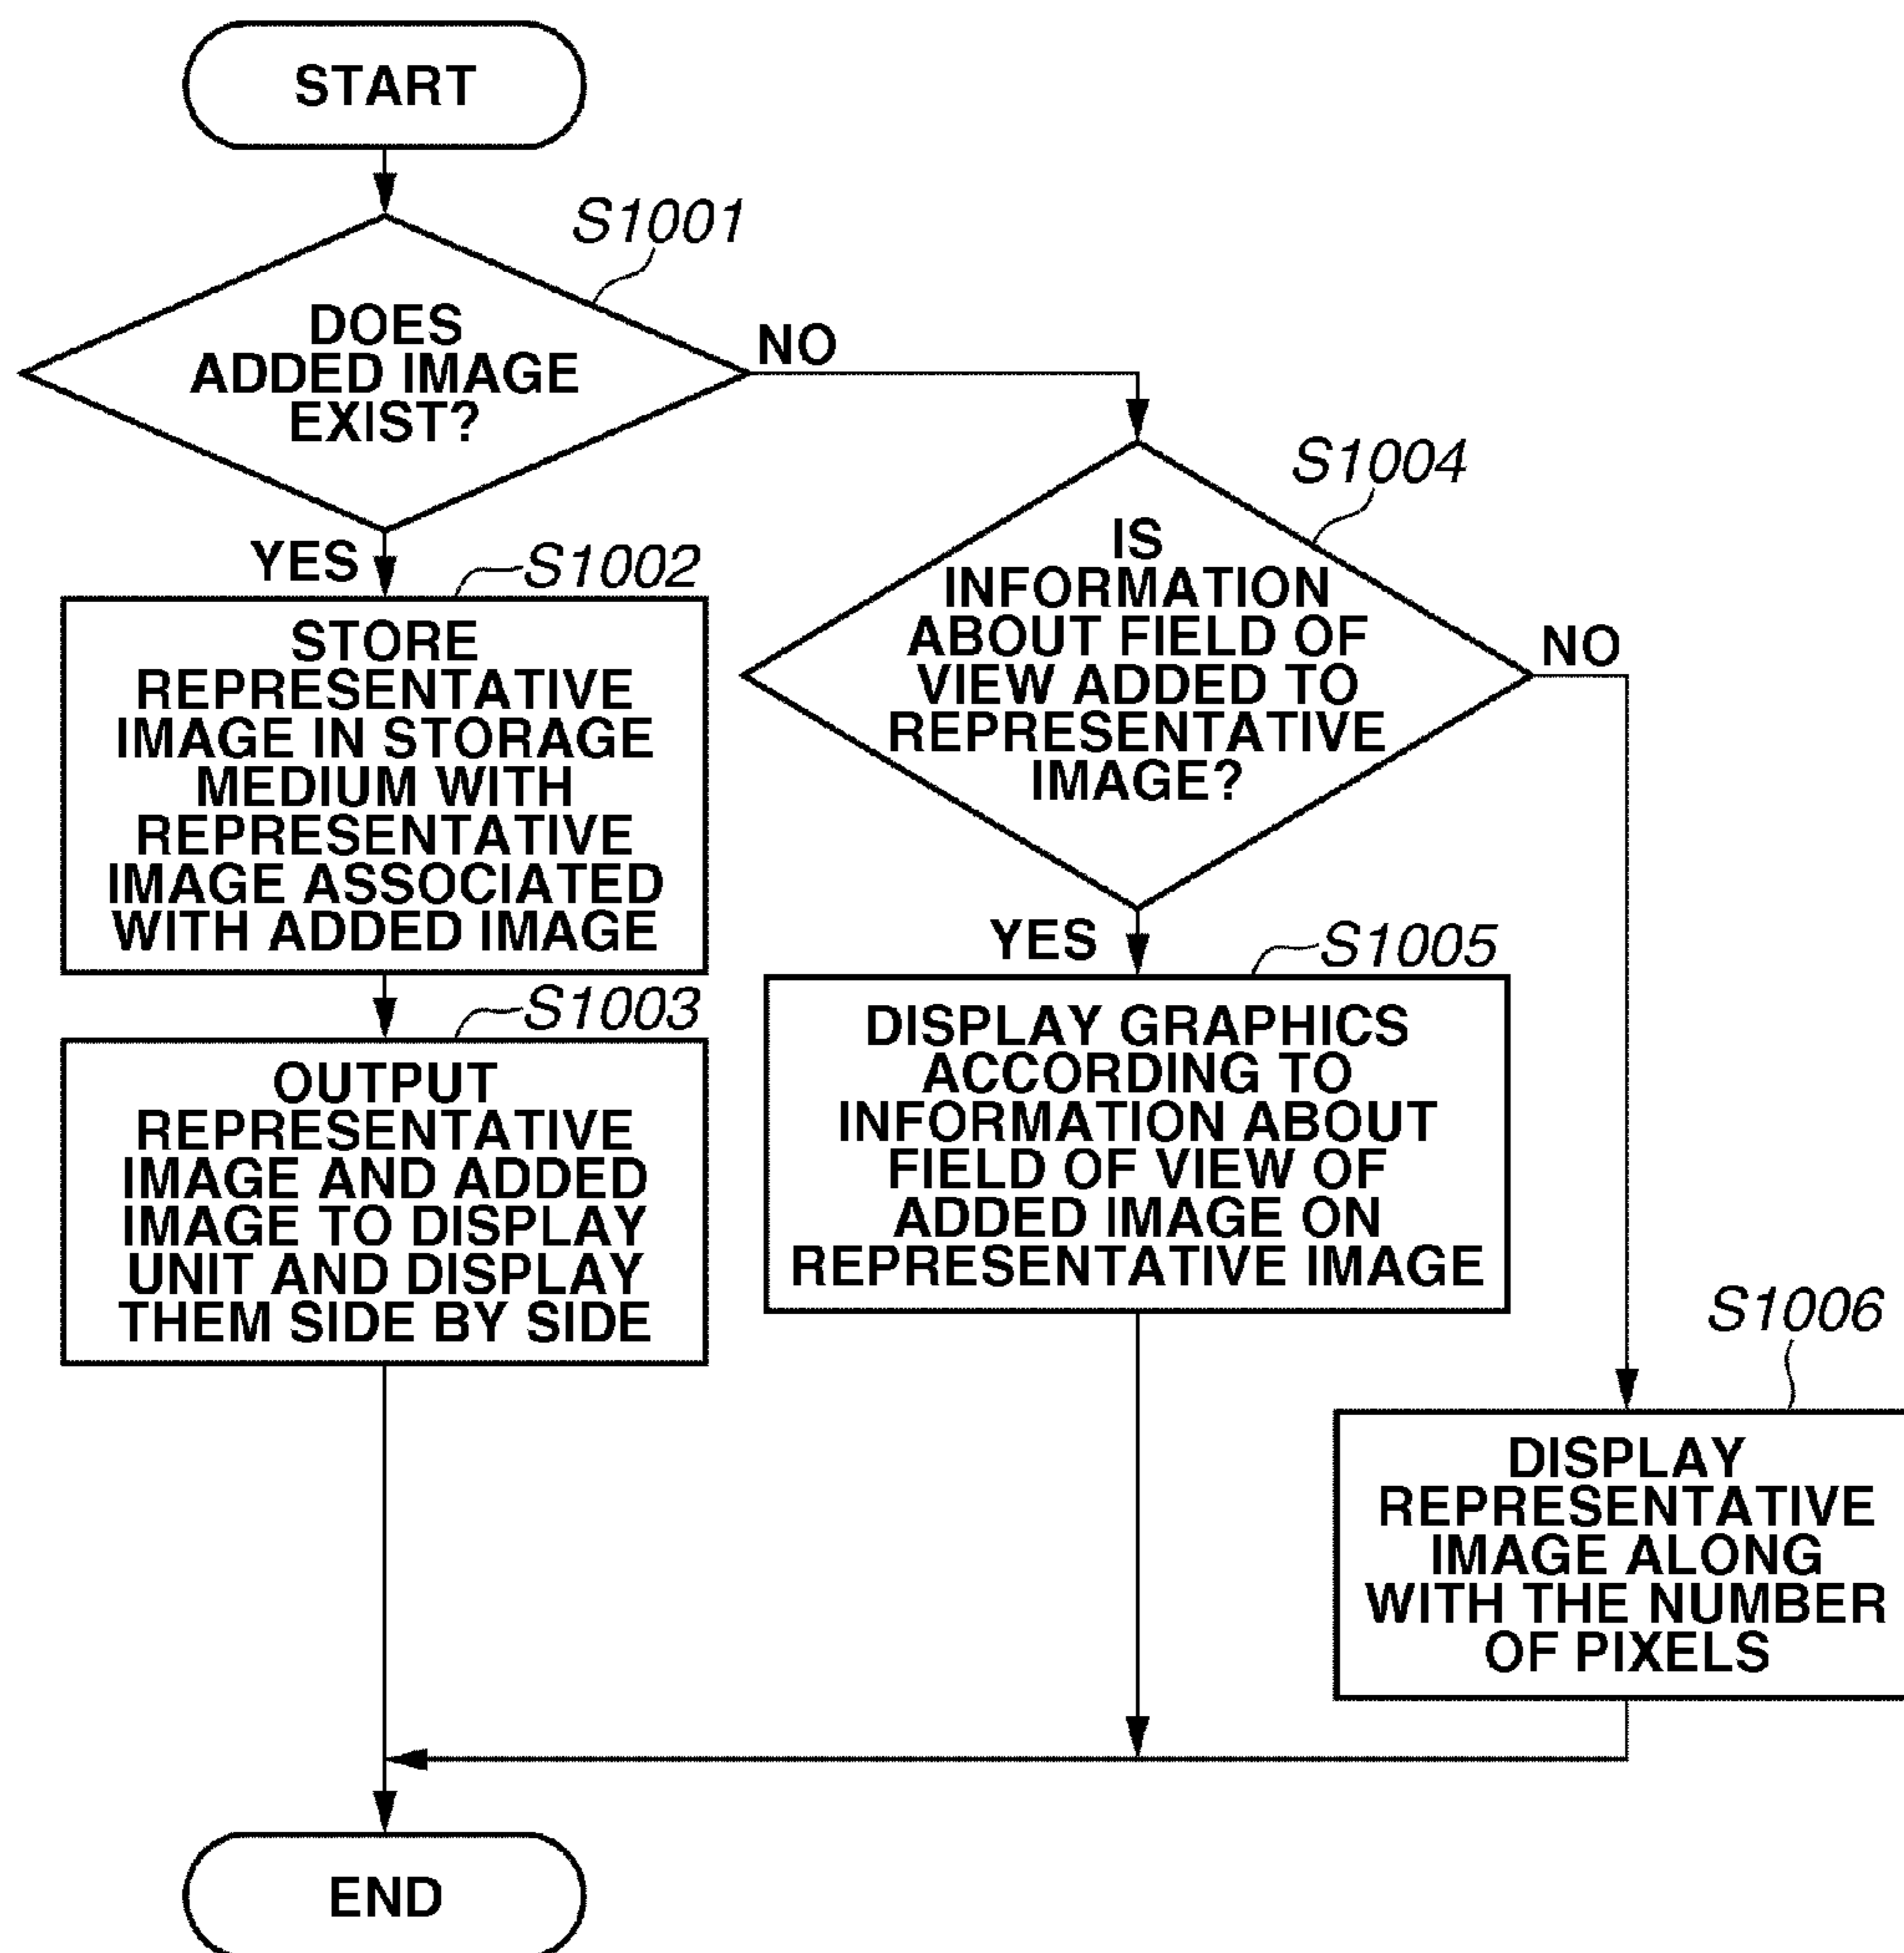 START
S1001
DOES
ADDED IMAGE
EXIST?
NO
YES
S1002
STORE
REPRESENTATIVE
IMAGE IN STORAGE
MEDIUM WITH
REPRESENTATIVE
IMAGE ASSOCIATED
WITH ADDED IMAGE
S1003
OUTPUT
REPRESENTATIVE
IMAGE AND ADDED
IMAGE TO DISPLAY
UNIT AND DISPLAY
THEM SIDE BY SIDE
S1004
IS
INFORMATION
ABOUT FIELD OF
VIEW ADDED TO
REPRESENTATIVE
IMAGE?
NO
YES
S1005
DISPLAY GRAPHICS
ACCORDING TO
INFORMATION ABOUT
FIELD OF VIEW OF
ADDED IMAGE ON
REPRESENTATIVE IMAGE
S1006
DISPLAY
REPRESENTATIVE
IMAGE ALONG
WITH THE NUMBER
OF PIXELS
END